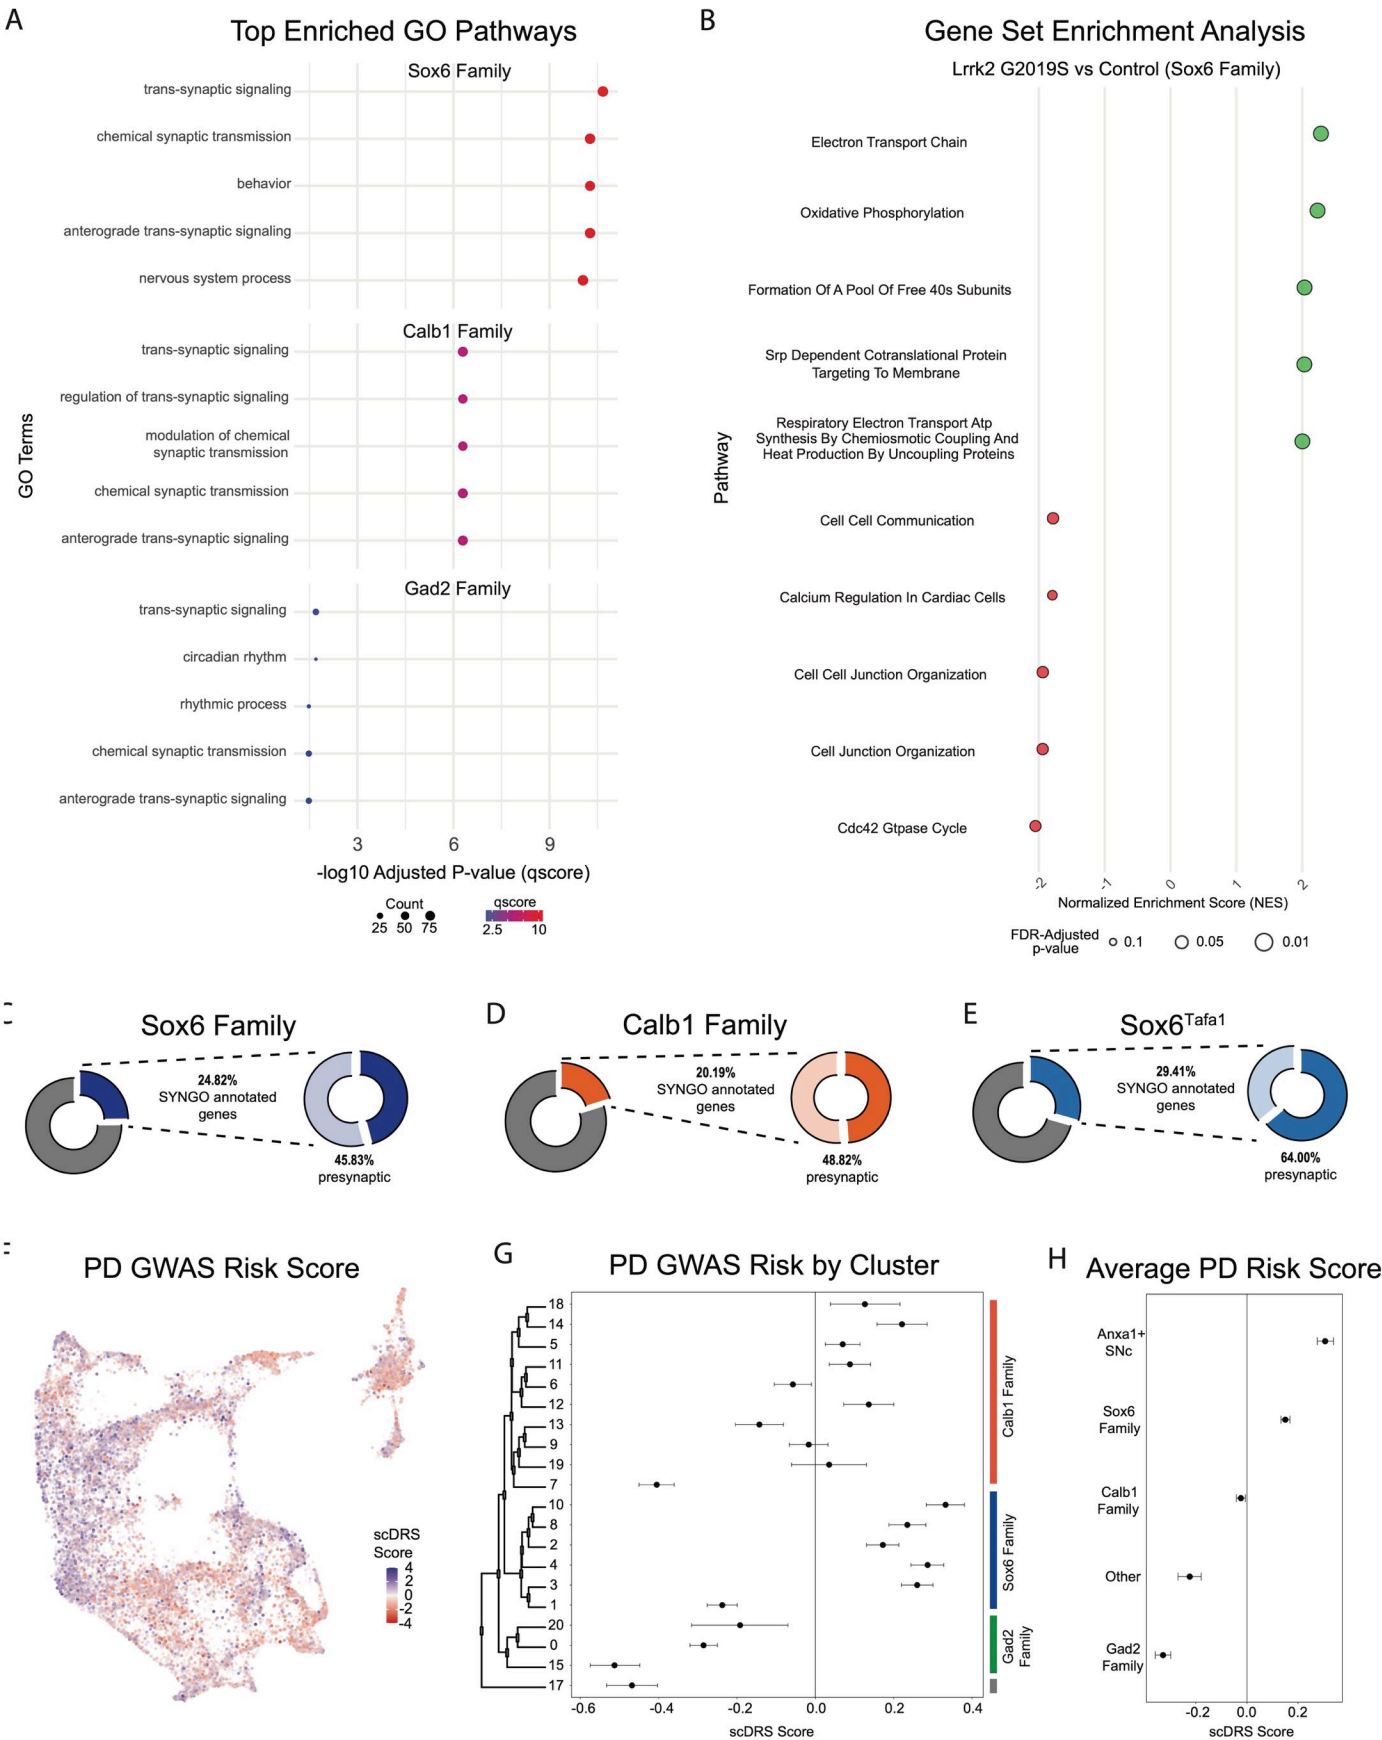 A
Top Enriched GO Pathways
Sox6 Family
trans-synaptic signaling
chemical synaptic transmission
behavior
anterograde trans-synaptic signaling
nervous system process
Calb1 Family
trans-synaptic signaling
regulation of trans-synaptic signaling
modulation of chemical
synaptic transmission
chemical synaptic transmission
anterograde trans-synaptic signaling
Gad2 Family
trans-synaptic signaling
circadian rhythm
rhythmic process
chemical synaptic transmission
anterograde trans-synaptic signaling
GO Terms
3 6 9
-log10 Adjusted P-value (qscore)
Count
25 50 75
qscore
2.5 10
B
Gene Set Enrichment Analysis
Lrrk2 G2019S vs Control (Sox6 Family)
Electron Transport Chain
Oxidative Phosphorylation
Formation Of A Pool Of Free 40s Subunits
Srp Dependent Cotranslational Protein
Targeting To Membrane
Respiratory Electron Transport Atp
Synthesis By Chemiosmotic Coupling And
Heat Production By Uncoupling Proteins
Cell Cell Communication
Calcium Regulation In Cardiac Cells
Cell Cell Junction Organization
Cell Junction Organization
Cdc42 Gtpase Cycle
Pathway
-2 -1 0 1 2
Normalized Enrichment Score (NES)
FDR-Adjusted
p-value
0.1 0.05 0.01
Sox6 Family
24.82%
SYNGO annotated
genes
45.83%
presynaptic
D
Calb1 Family
20.19%
SYNGO annotated
genes
48.82%
presynaptic
E
Sox6Tafa1
29.41%
SYNGO annotated
genes
64.00%
presynaptic
PD GWAS Risk Score
scDRS
Score
4
2
0
-2
-4
G
PD GWAS Risk by Cluster
18
14
5
11
6
12
13
9
19
7
10
8
2
4
3
1
20
0
15
17
Calb1 Family
Sox6 Family
Gad2
Family
-0.6 -0.4 -0.2 0.0 0.2 0.4
scDRS Score
H
Average PD Risk Score
Anxa1+
SNc
Sox6
Family
Calb1
Family
Other
Gad2
Family
-0.2 0.0 0.2
scDRS Score